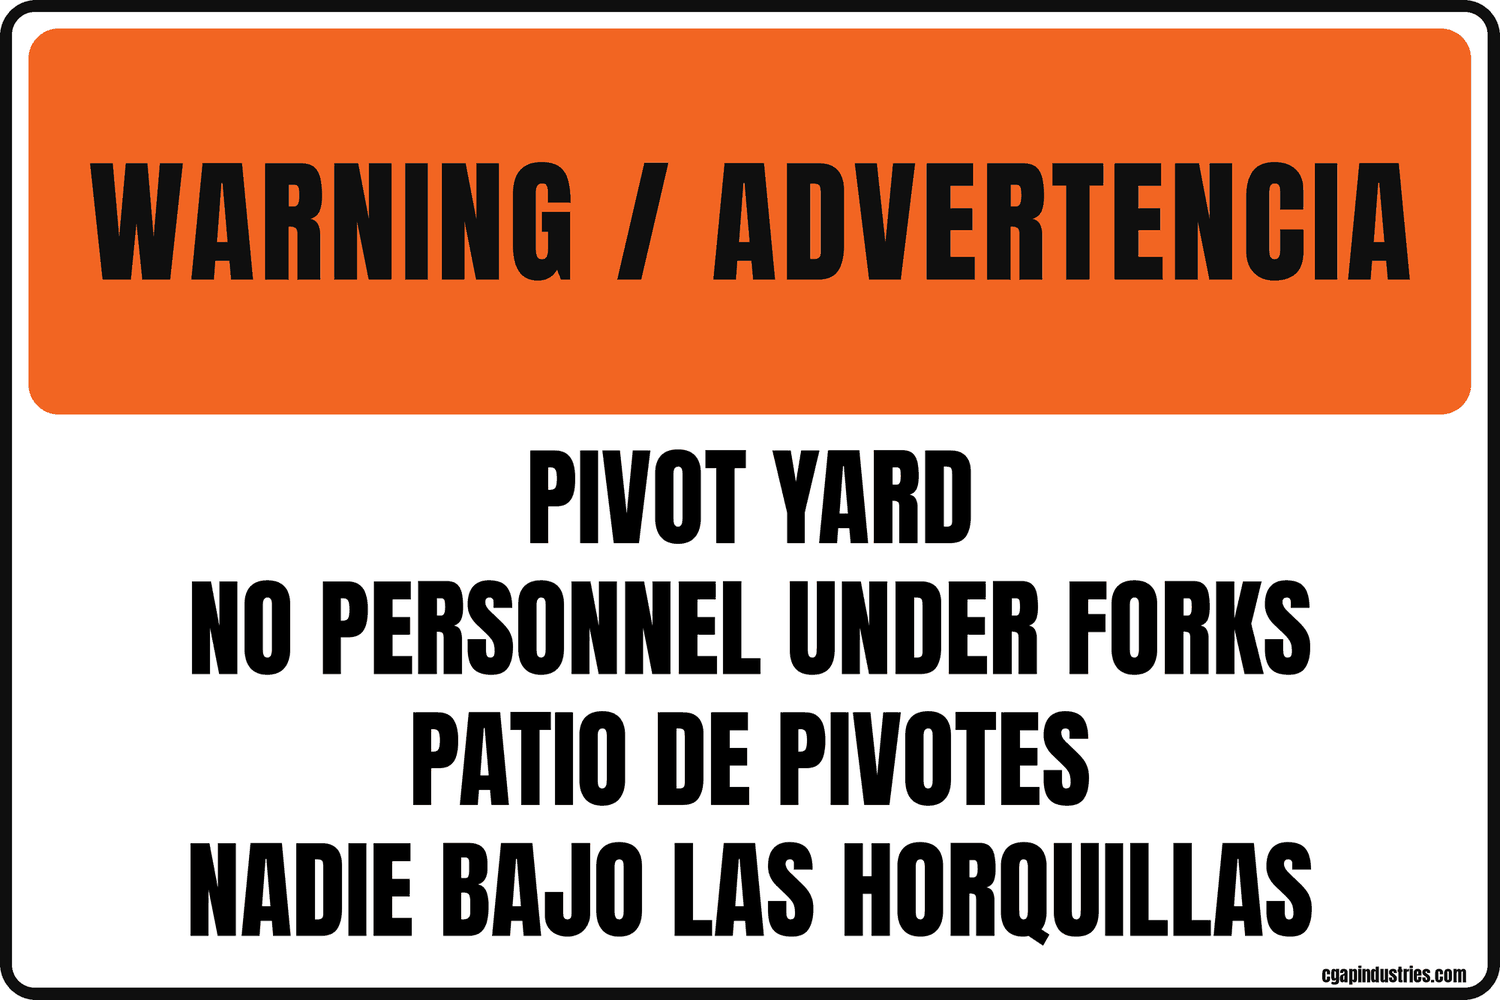 WARNING / ADVERTENCIA
PIVOT YARD
NO PERSONNEL UNDER FORKS
PATIO DE PIVOTES
NADIE BAJO LAS HORQUILLAS
cgapindustries.com